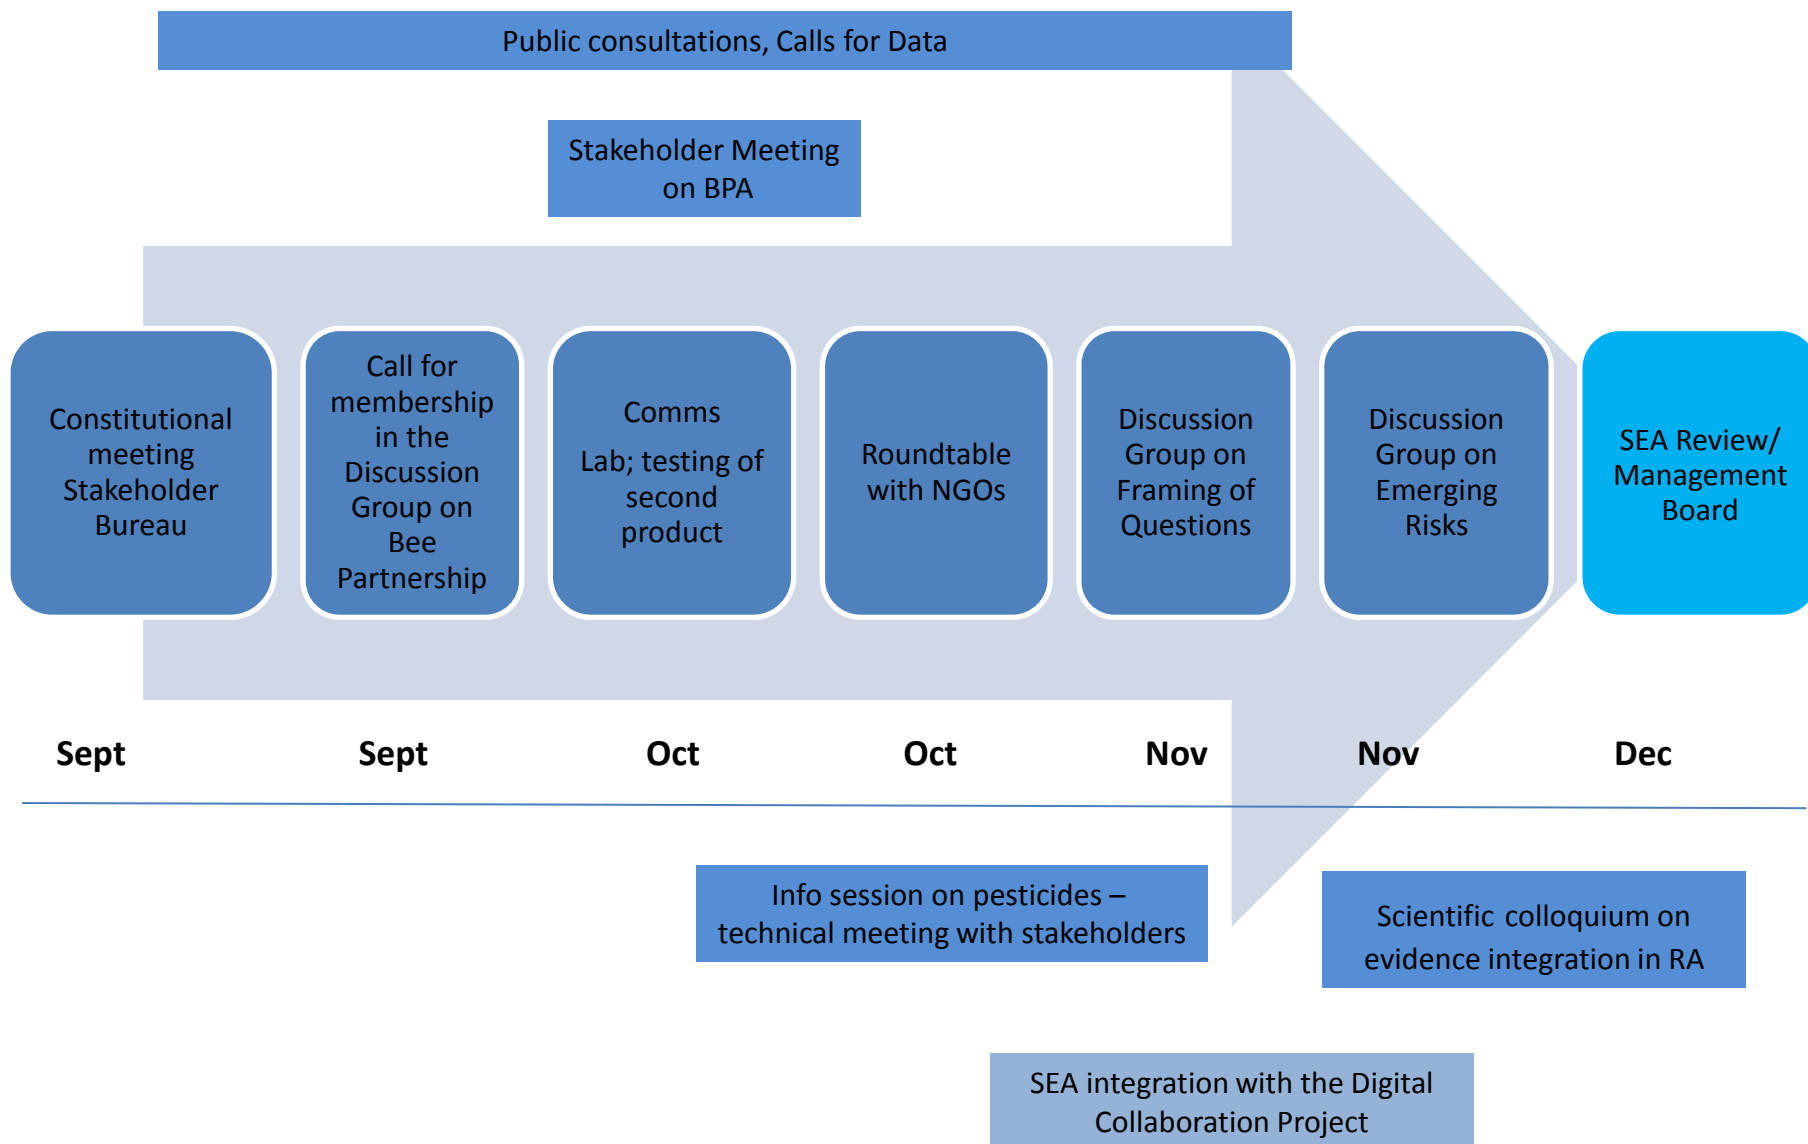 Public consultations, Calls for Data
Stakeholder Meeting
on BPA
Constitutional
meeting
Stakeholder
Bureau
Call for
membership
in the
Discussion
Group on
Bee
Partnership
Comms
Lab; testing of
second
product
Roundtable
with NGOs
Discussion
Group on
Framing of
Questions
Discussion
Group on
Emerging
Risks
SEA Review/
Management
Board
Sept
Sept
Oct
Oct
Nov
Nov
Dec
Info session on pesticides –
technical meeting with stakeholders
Scientific colloquium on
evidence integration in RA
SEA integration with the Digital
Collaboration Project